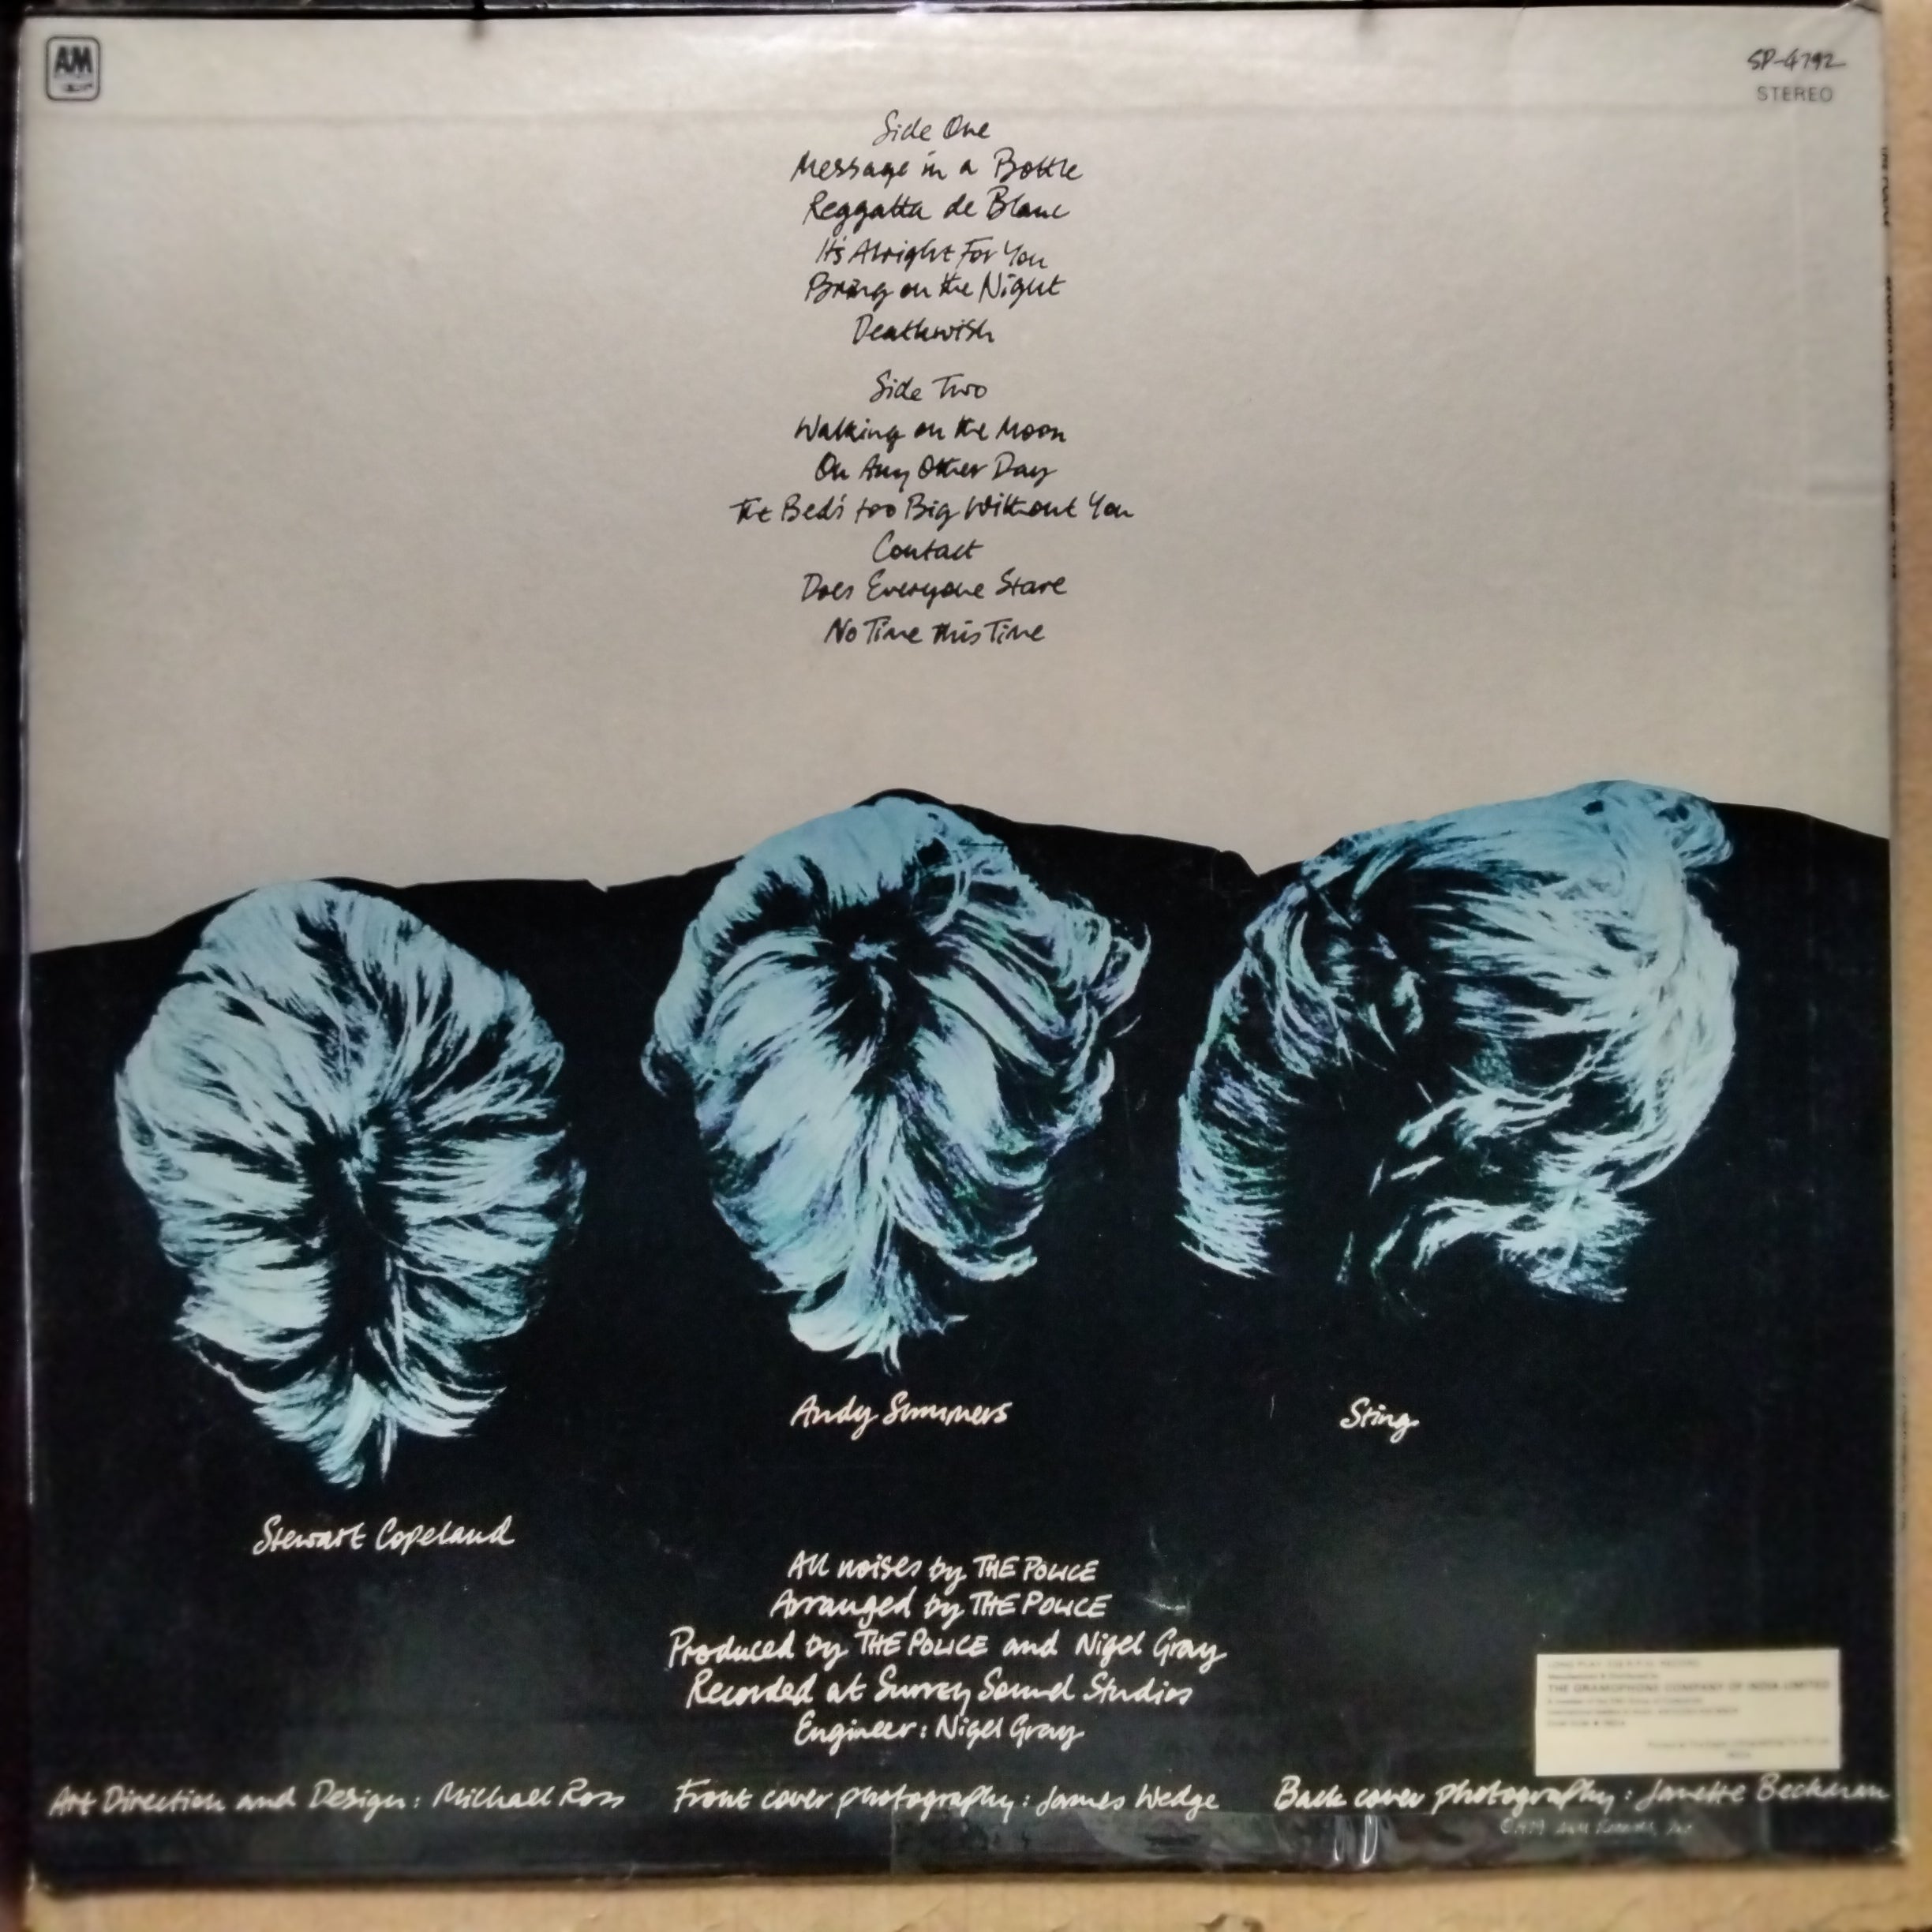 AM
SP-4792
STEREO
Side One
Message in a Bottle
Reggatta de Blanc
It's Alright For You
Bring on the Night
Deathwish
Side Two
Walking on the Moon
On Any Other Day
The Bed's too Big Without You
Contact
Does Everyone Stare
No Time this Time
Andy Summers
Sting
Stewart Copeland
All noises by THE POLICE
Arranged by THE POLICE
Produced by THE POLICE and Nigel Gray
Recorded at Surrey Sound Studios
Engineer: Nigel Gray
THE GRAMOPHONE COMPANY OF INDIA LIMITED
Art Direction and Design: Michael Ross Front cover photography: James Wedge Back cover photography: Janette Beckman
©1979 A&M Records, Inc